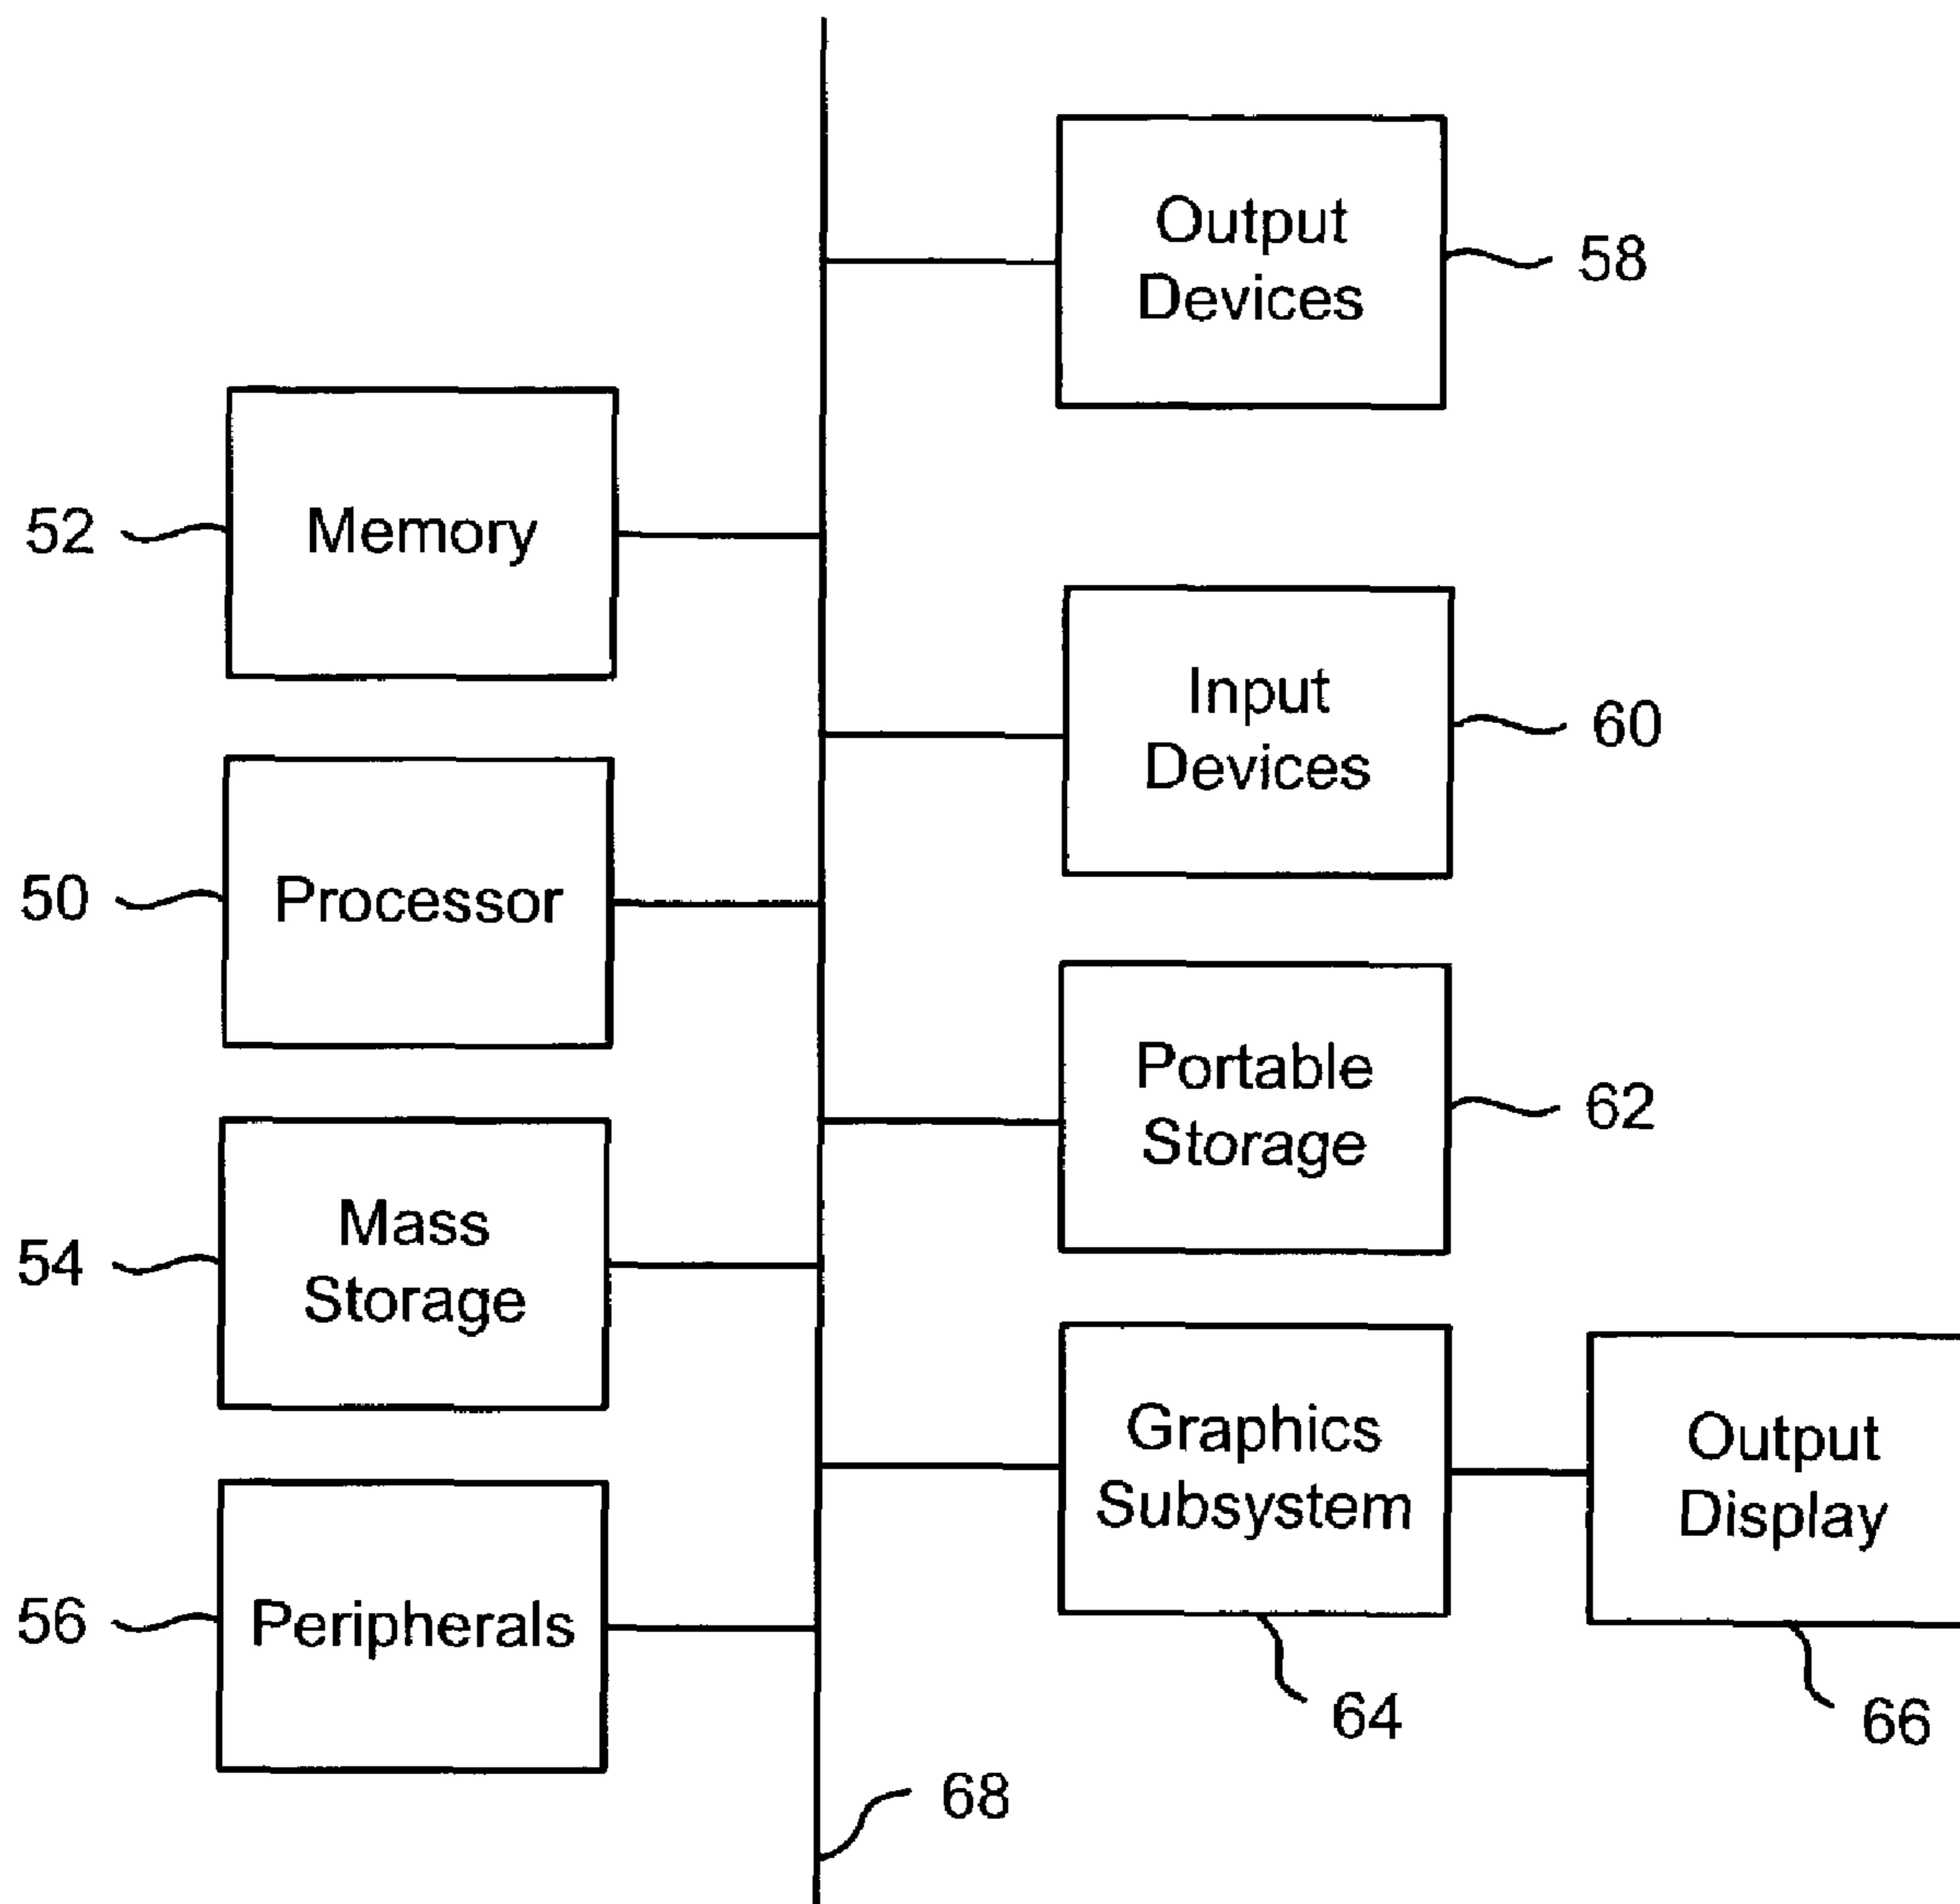 Output
Devices
58
52
Memory
Input
Devices
60
50
Processor
Portable
Storage
62
54
Mass
Storage
Graphics
Subsystem
64
Output
Display
66
56
Peripherals
68